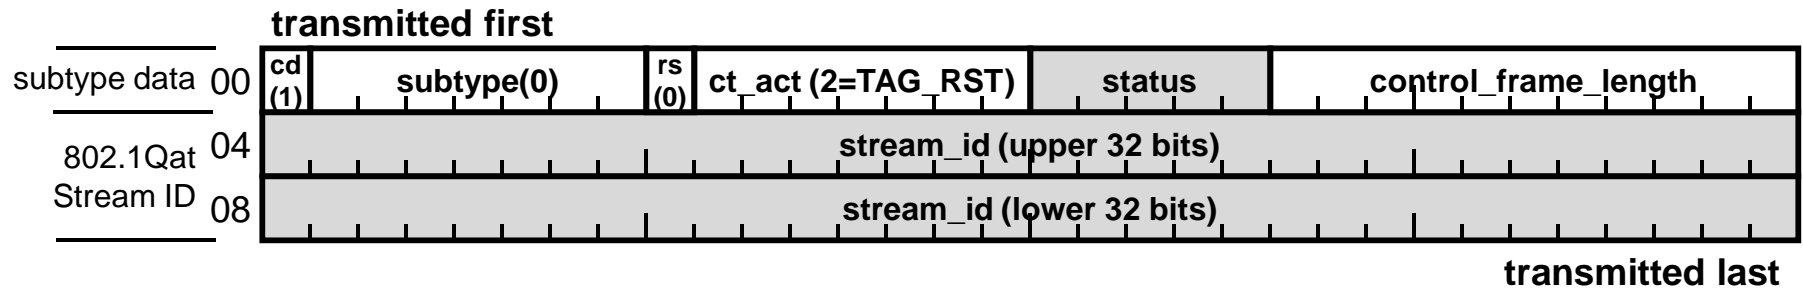 transmitted first
subtype data 00 cd (1) subtype(0) rs (0) ct_act (2=TAG_RST) status control_frame_length
802.1Qat Stream ID
04 stream_id (upper 32 bits)
08 stream_id (lower 32 bits)
transmitted last